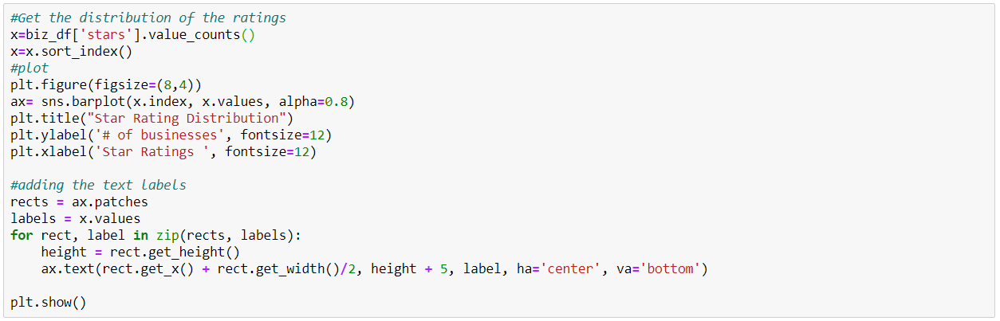 #Get the distribution of the ratings
x=biz_df['stars'].value_counts()
x=x.sort_index()
#plot
plt.figure(figsize=(8,4))
ax= sns.barplot(x.index, x.values, alpha=0.8)
plt.title("Star Rating Distribution")
plt.ylabel('# of businesses', fontsize=12)
plt.xlabel('Star Ratings ', fontsize=12)

#adding the text labels
rects = ax.patches
labels = x.values
for rect, label in zip(rects, labels):
    height = rect.get_height()
    ax.text(rect.get_x() + rect.get_width()/2, height + 5, label, ha='center', va='bottom')

plt.show()